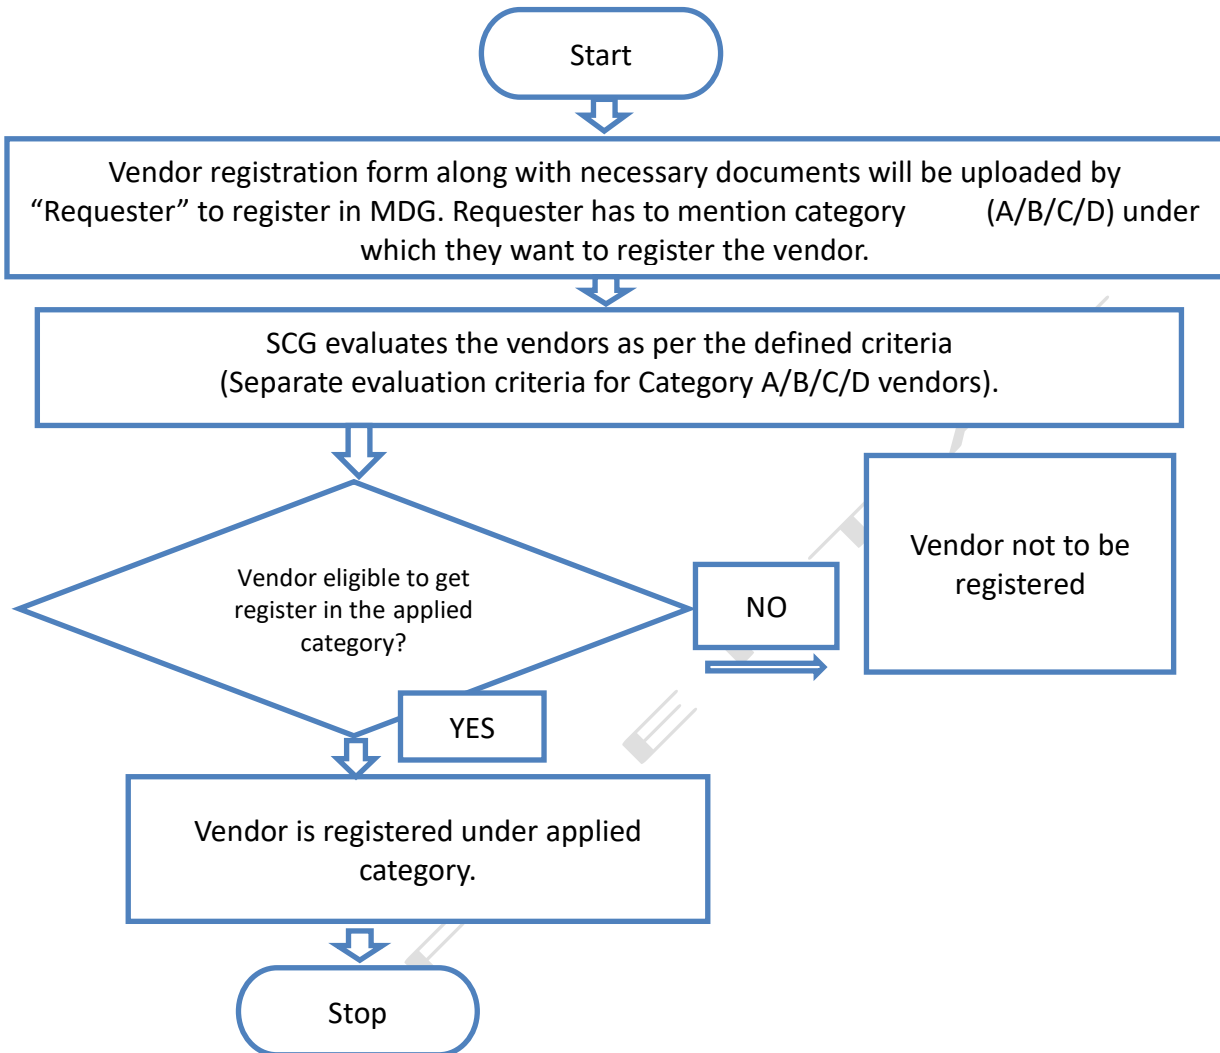 Start
Vendor registration form along with necessary documents will be uploaded by
“Requester” to register in MDG. Requester has to mention category (A/B/C/D) under
which they want to register the vendor.
SCG evaluates the vendors as per the defined criteria
(Separate evaluation criteria for Category A/B/C/D vendors).
Vendor eligible to get
register in the applied
category?
NO
Vendor not to be
registered
YES
Vendor is registered under applied
category.
Stop